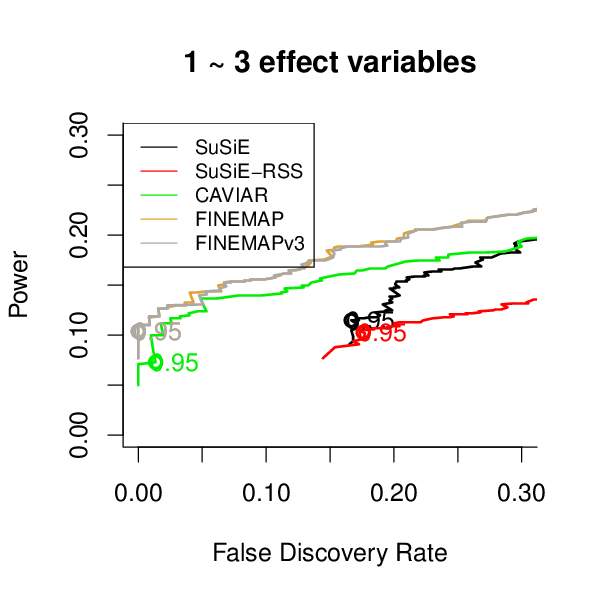 1 ~ 3 effect variables
SuSiE
SuSiE−RSS
CAVIAR
FINEMAP
FINEMAPv3
Power
0.30
0.20
0.10
0.00
.95
.95
.95
.95
0.00 0.10 0.20 0.30
False Discovery Rate